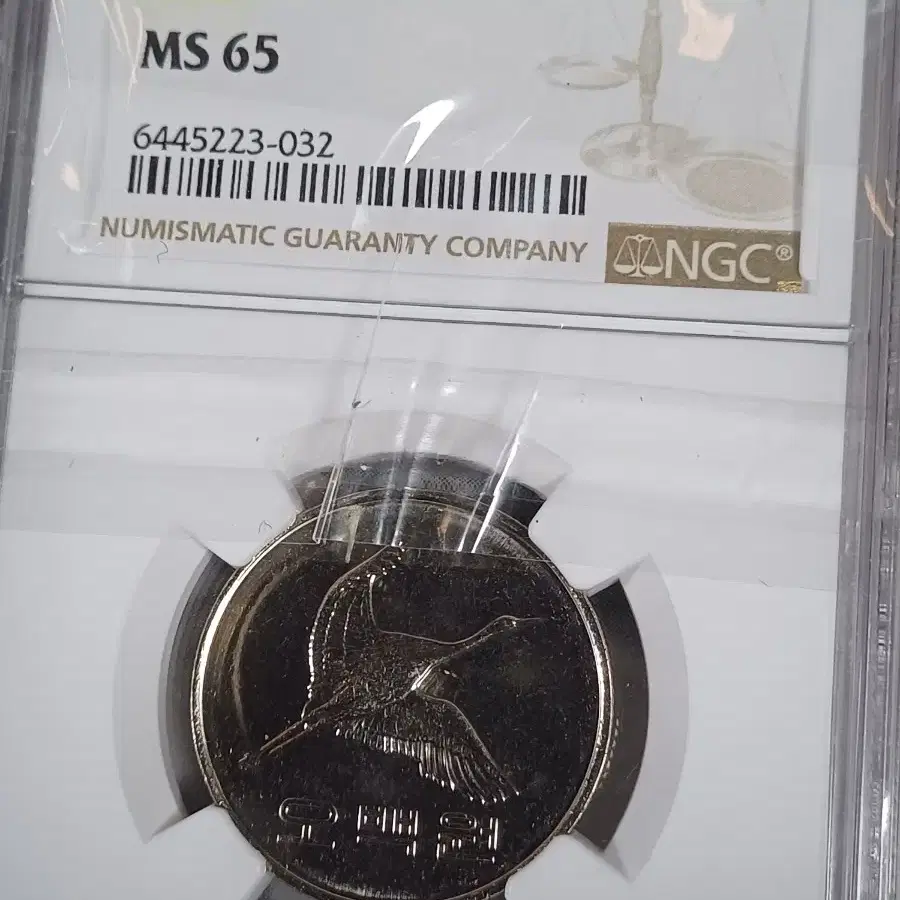 MS 65
6445223-032
NUMISMATIC GUARANTY COMPANY
NGC®
오백원